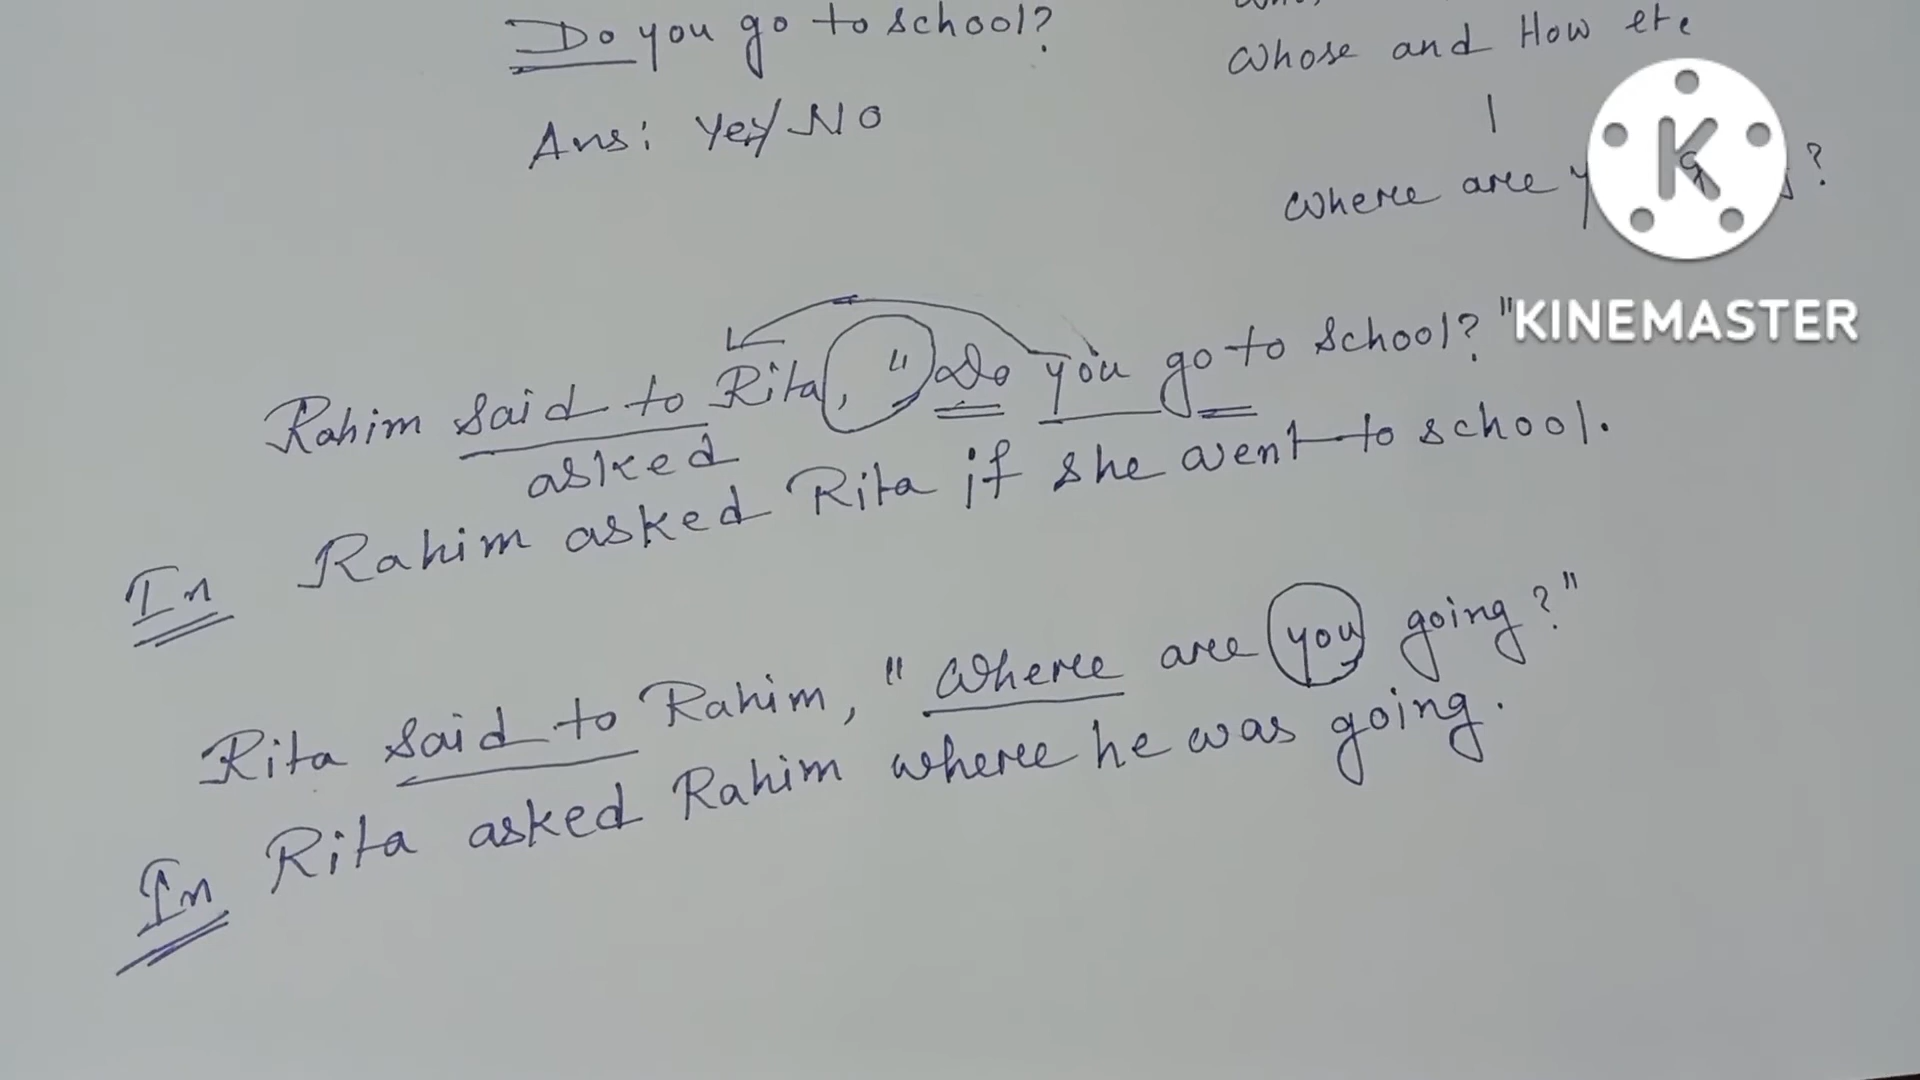 Do you go to school?
Whose and How etc
Ans: Yes/No
where are ?
KINEMASTER
Rahim said to Rita, "Do you go to school?"
asked
In Rahim asked Rita if she went to school.
Rita said to Rahim, "Where are you going?"
In Rita asked Rahim where he was going.